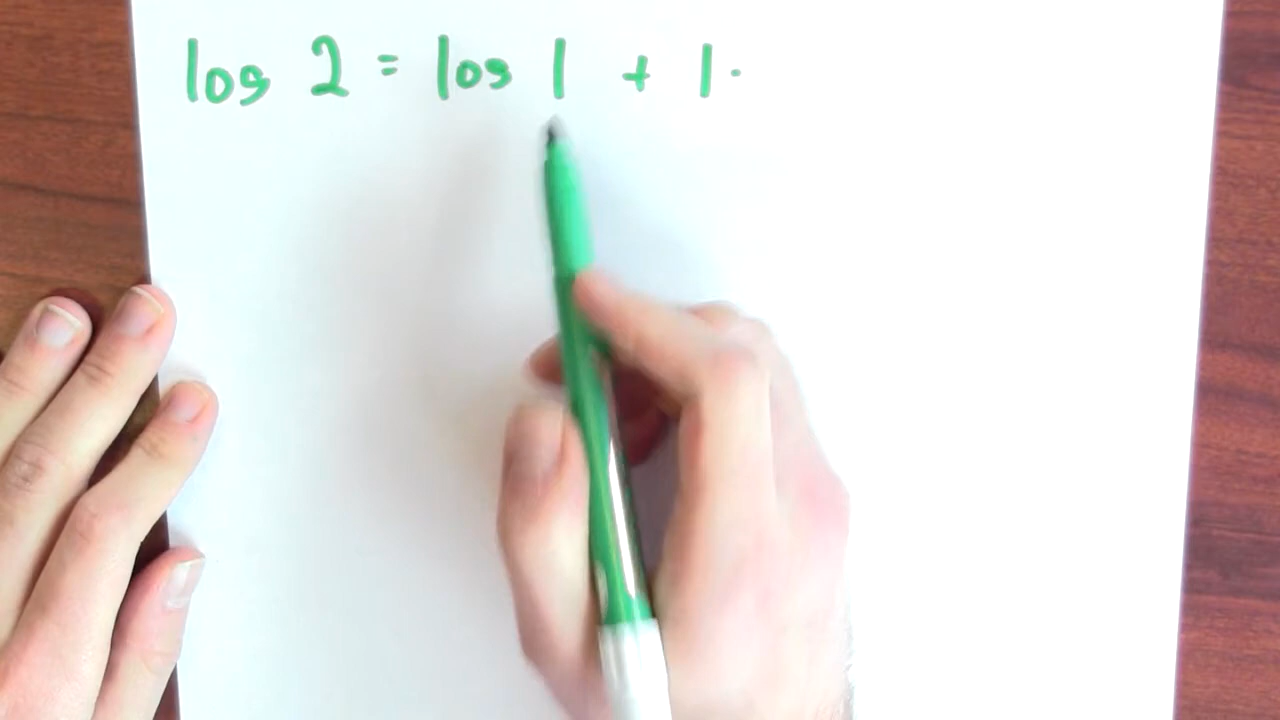 log 2 = log 1 + 1 ·